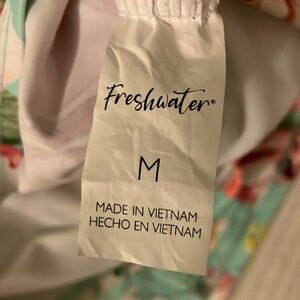 Freshwater®
M
MADE IN VIETNAM
HECHO EN VIETNAM